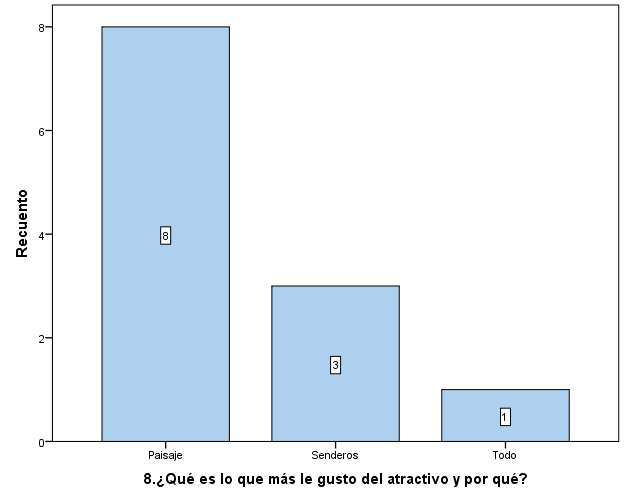 8
6
4
2
0
Recuento
8
3
1
Paisaje
Senderos
Todo
8.¿Qué es lo que más le gusto del atractivo y por qué?